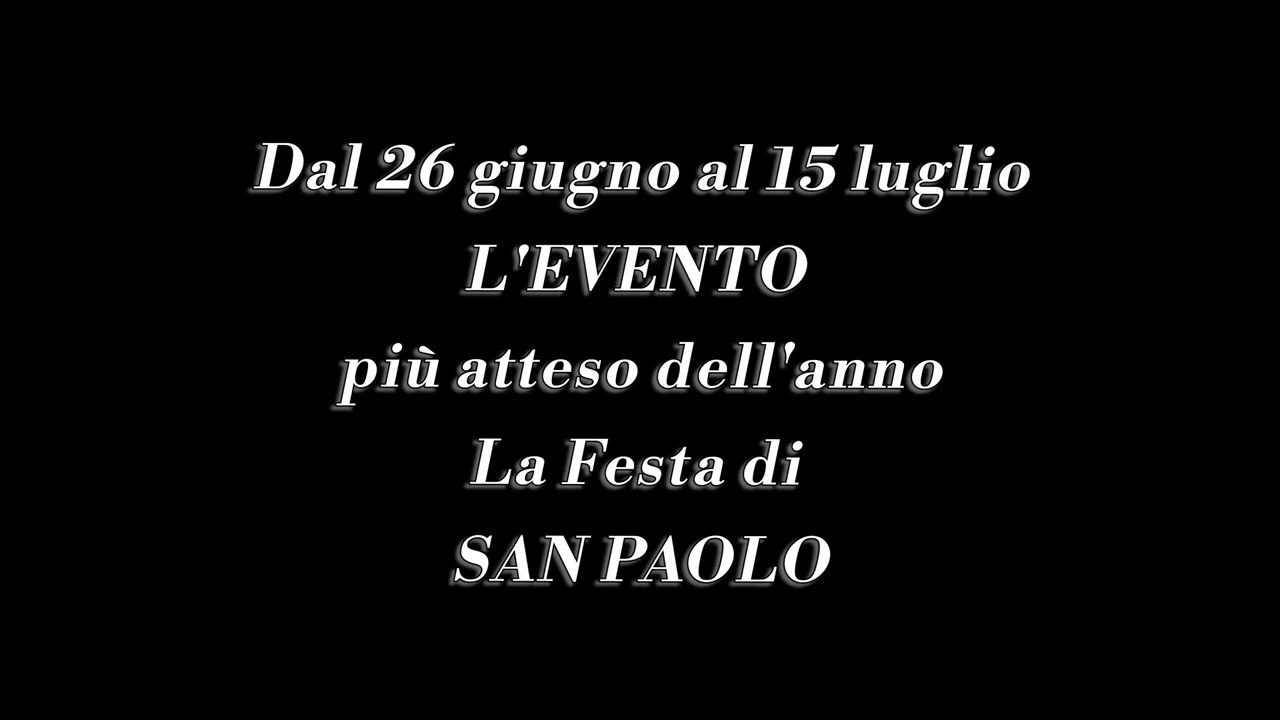 Dal 26 giugno al 15 luglio
L'EVENTO
più atteso dell'anno
La Festa di
SAN PAOLO